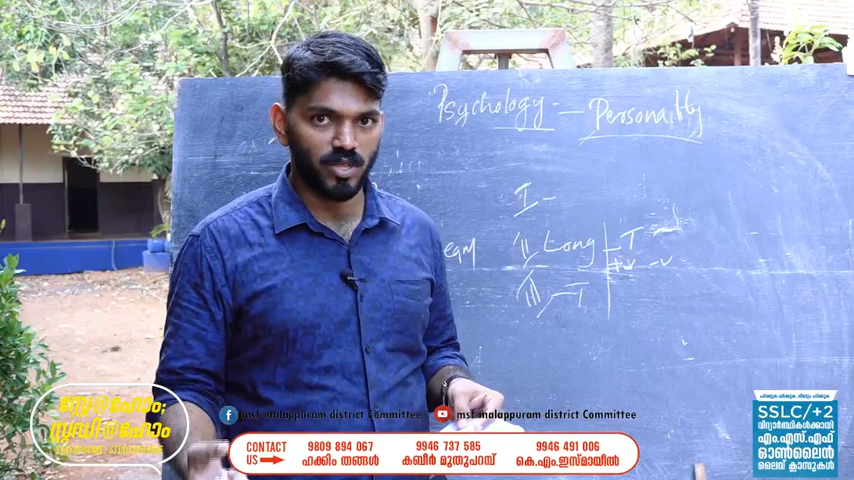 Psychology — Personality
I -
II Long T
+v -v
III - T
സ്റ്റേ@ഹോം;
സ്റ്റഡി@ഹോം
msf malappuram district Committee
msf malappuram district Committee
CONTACT US
9809 894 067
ഹക്കീം തങ്ങൾ
9946 737 585
കബീർ മുതുപറമ്പ്
9946 491 006
കെ.എം.ഇസ്മായീൽ
SSLC/+2
വിദ്യാർത്ഥികൾക്കായി
എം.എസ്.എഫ്
ഓൺലൈൻ
ലൈവ് ക്ലാസുകൾ